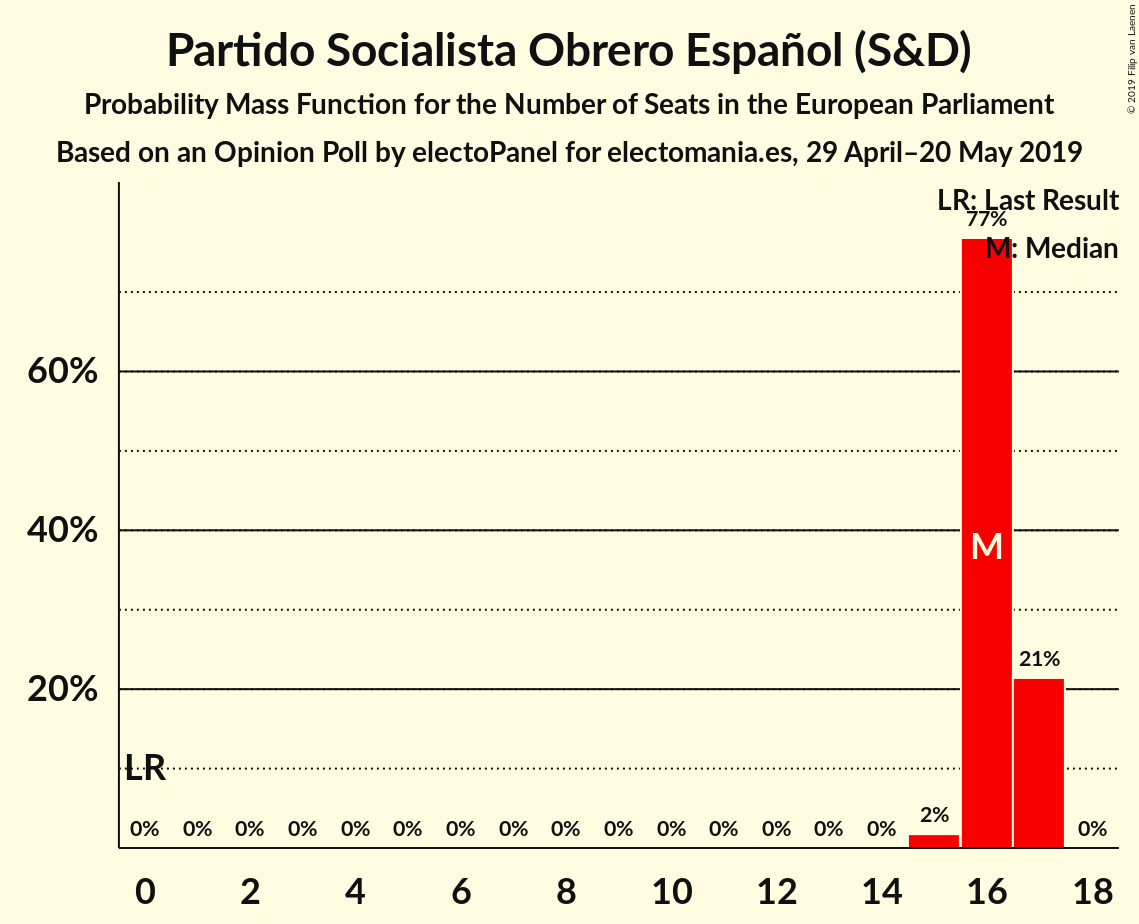 Partido Socialista Obrero Español (S&D)
Probability Mass Function for the Number of Seats in the European Parliament
Based on an Opinion Poll by electoPanel for electomania.es, 29 April–20 May 2019
© 2019 Filip van Laenen
LR: Last Result
77%
M: Median
60%
40%
M
21%
20%
LR
2%
0% 0% 0% 0% 0% 0% 0% 0% 0% 0% 0% 0% 0% 0% 0% 0%
0 2 4 6 8 10 12 14 16 18